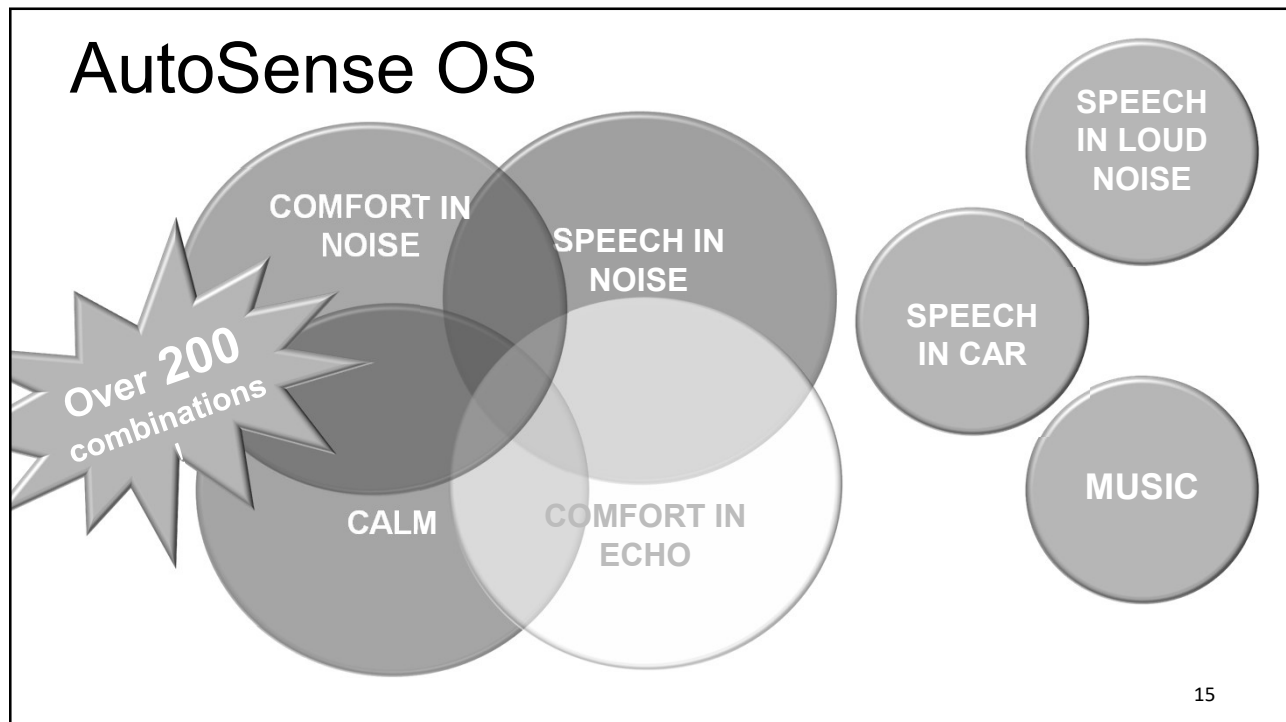 AutoSense OS
COMFORT IN
NOISE
SPEECH IN
NOISE
Over 200
combinations
!
CALM
COMFORT IN
ECHO
SPEECH
IN LOUD
NOISE
SPEECH
IN CAR
MUSIC
15